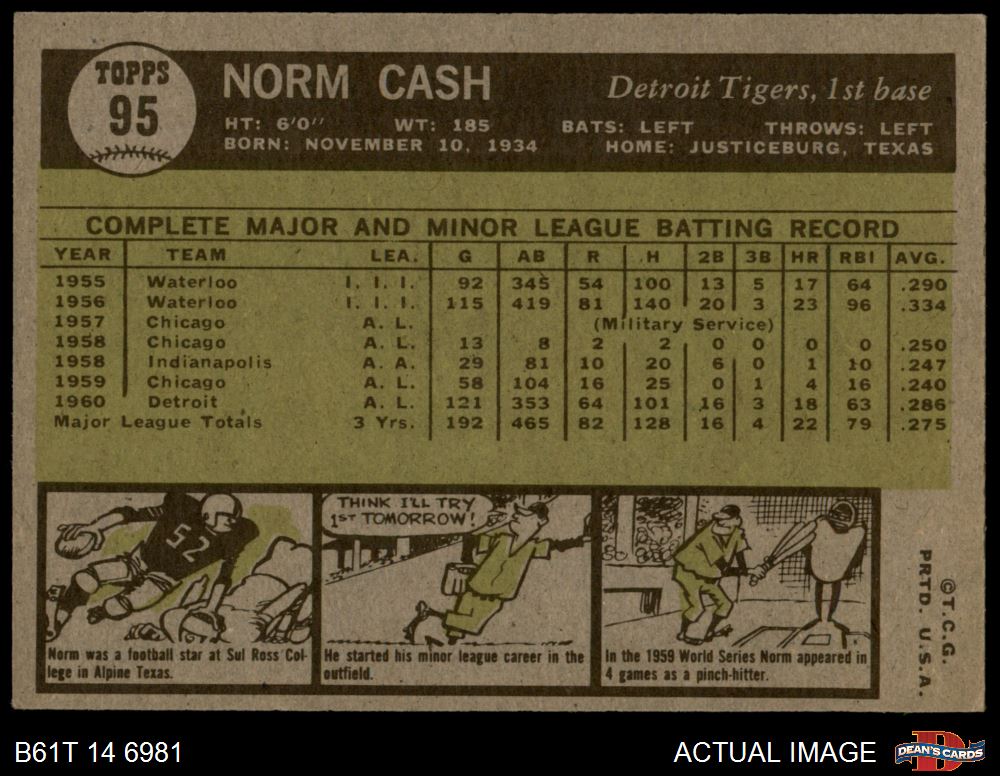 TOPPS
95
NORM CASH
Detroit Tigers, 1st base
HT: 6'0" WT: 185 BATS: LEFT THROWS: LEFT
BORN: NOVEMBER 10, 1934 HOME: JUSTICEBURG, TEXAS
COMPLETE MAJOR AND MINOR LEAGUE BATTING RECORD
YEAR TEAM LEA. G AB R H 2B 3B HR RBI AVG.
1955 Waterloo I. I. I. 92 345 54 100 13 5 17 64 .290
1956 Waterloo I. I. I. 115 419 81 140 20 3 23 96 .334
1957 Chicago A. L. (Military Service)
1958 Chicago A. L. 13 8 2 2 0 0 0 0 .250
1958 Indianapolis A. A. 29 81 10 20 6 0 1 10 .247
1959 Chicago A. L. 58 104 16 25 0 1 4 16 .240
1960 Detroit A. L. 121 353 64 101 16 3 18 63 .286
Major League Totals 3 Yrs. 192 465 82 128 16 4 22 79 .275
52
THINK I'LL TRY
1ST TOMORROW!
Norm was a football star at Sul Ross Col-
lege in Alpine Texas.
He started his minor league career in the
outfield.
In the 1959 World Series Norm appeared in
4 games as a pinch-hitter.
©T.C.G.
PRTD. U.S.A.
B61T 14 6981
ACTUAL IMAGE
D
DEAN'S CARDS